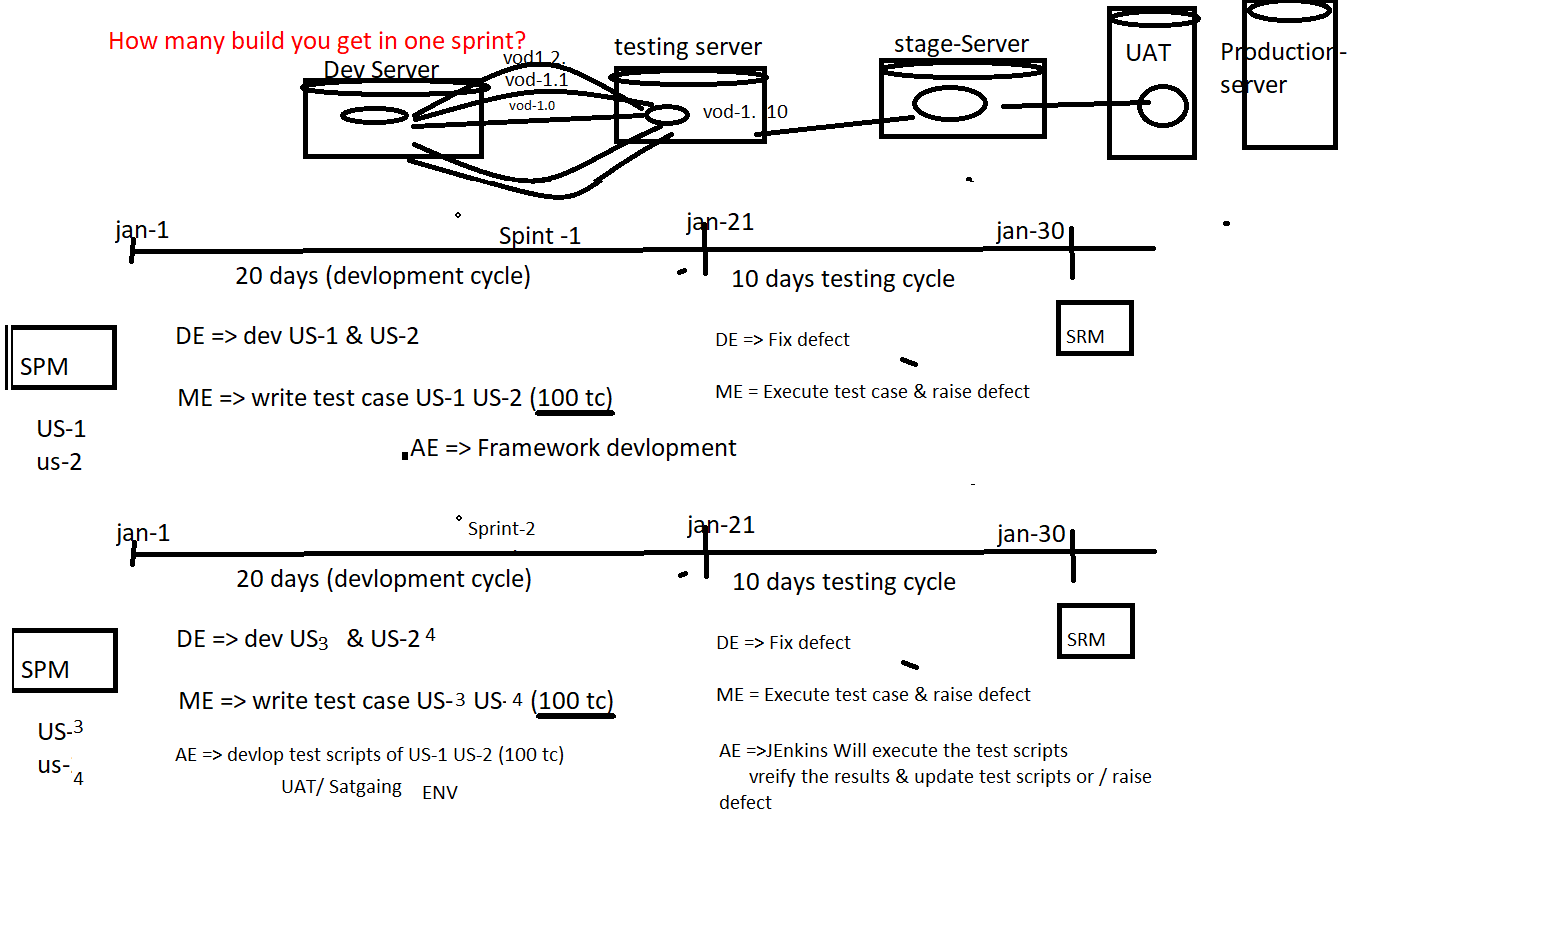 How many build you get in one sprint?
Dev Server
vod1.2.
vod-1.1
vod-1.0
testing server
vod-1. 10
stage-Server
UAT
Production-
server
jan-1
Spint -1
jan-21
jan-30
20 days (devlopment cycle)
10 days testing cycle
SPM
DE => dev US-1 & US-2
DE => Fix defect
SRM
ME => write test case US-1 US-2 (100 tc)
ME = Execute test case & raise defect
US-1
us-2
AE => Framework devlopment
jan-1
Sprint-2
jan-21
jan-30
20 days (devlopment cycle)
10 days testing cycle
SPM
DE => dev US3 & US-2 4
DE => Fix defect
SRM
ME => write test case US-3 US- 4 (100 tc)
ME = Execute test case & raise defect
US-3
us-4
AE => devlop test scripts of US-1 US-2 (100 tc)
UAT/ Satgaing ENV
AE =>JEnkins Will execute the test scripts
vreify the results & update test scripts or / raise
defect